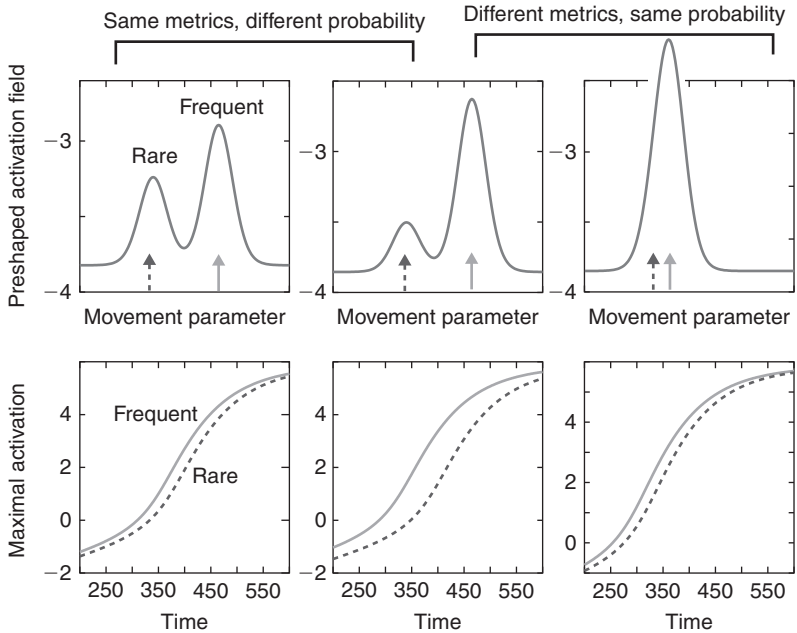 Same metrics, different probability
Different metrics, same probability
Preshaped activation field
−3
−4
Rare
Frequent
Movement parameter
−3
−4
Movement parameter
−3
−4
Movement parameter
Maximal activation
4
2
0
−2
Frequent
Rare
250 350 450 550
Time
4
2
0
−2
250 350 450 550
Time
4
2
0
250 350 450 550
Time